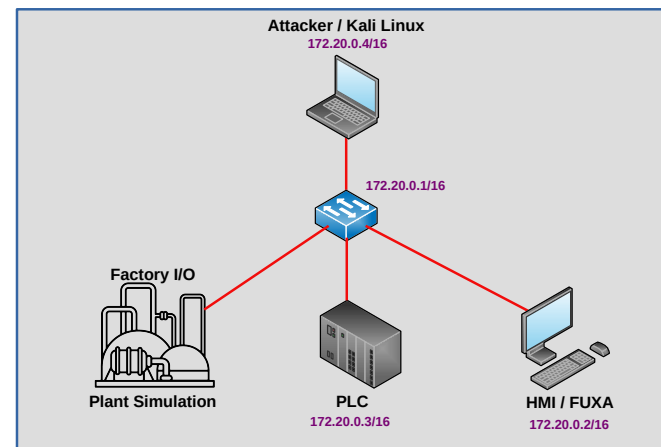 Attacker / Kali Linux
172.20.0.4/16
172.20.0.1/16
Factory I/O
Plant Simulation
PLC
172.20.0.3/16
HMI / FUXA
172.20.0.2/16